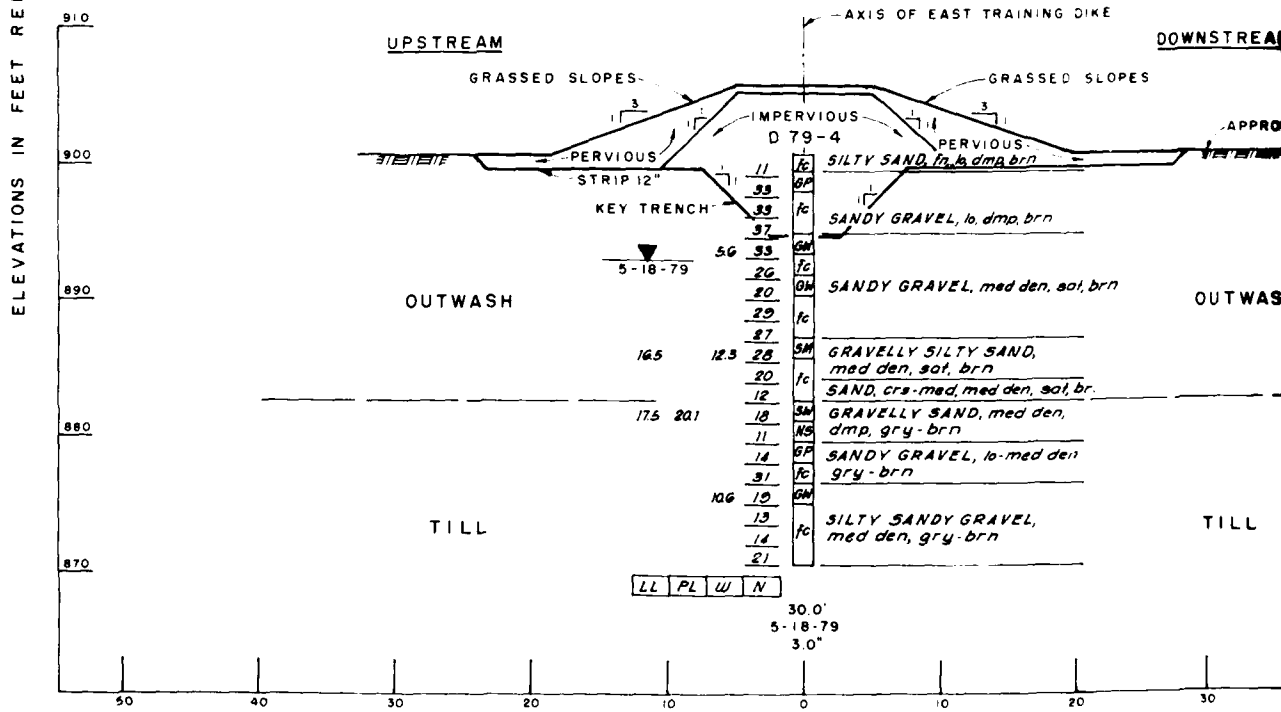 ELEVATIONS IN FEET
910
AXIS OF EAST TRAINING DIKE
UPSTREAM
GRASSED SLOPES
GRASSED SLOPES
3
1
1
1
IMPERVIOUS
1
1
3
1
D 79-4
900
PERVIOUS
PERVIOUS
11
fc
SILTY SAND, fn, lo, dmp, brn
STRIP 12"
33
GP
KEY TRENCH
1
1
1
1
33
fc
SANDY GRAVEL, lo, dmp, brn
37
5.6
33
GW
5-18-79
26
fc
890
OUTWASH
20
GW
SANDY GRAVEL, med den, sat, brn
29
fc
27
16.5
12.3
28
SM
GRAVELLY SILTY SAND,
med den, sat, brn
20
fc
12
SAND, crs-med, med den, sat, br.
880
17.5
20.1
18
SW
GRAVELLY SAND, med den,
dmp, gry-brn
11
NS
14
GP
SANDY GRAVEL, lo-med den
gry-brn
31
fc
10.6
19
GW
TILL
13
fc
SILTY SANDY GRAVEL,
med den, gry-brn
TILL
14
21
870
LL PL W N
30.0'
5-18-79
3.0"
50 40 30 20 10 0 10 20 30